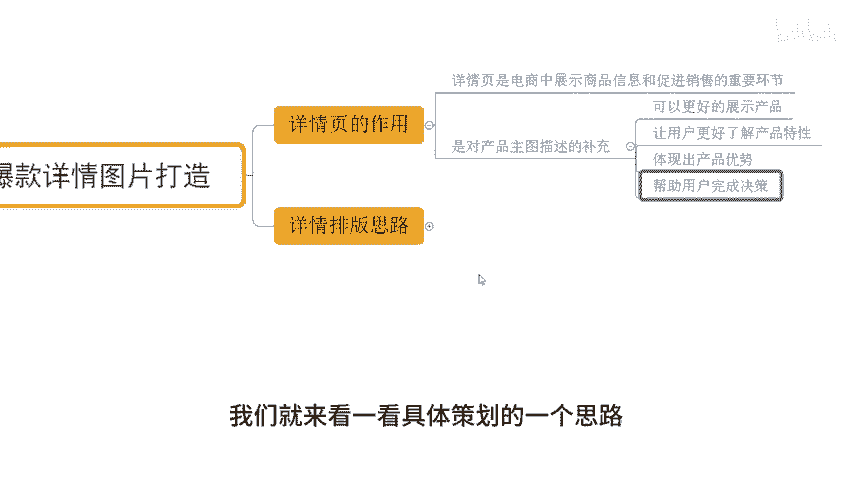 爆款详情图片打造
详情页的作用
详情页是电商中展示商品信息和促进销售的重要环节
是对产品主图描述的补充
可以更好的展示产品
让用户更好了解产品特性
体现出产品优势
帮助用户完成决策
详情排版思路
我们就来看一看具体策划的一个思路